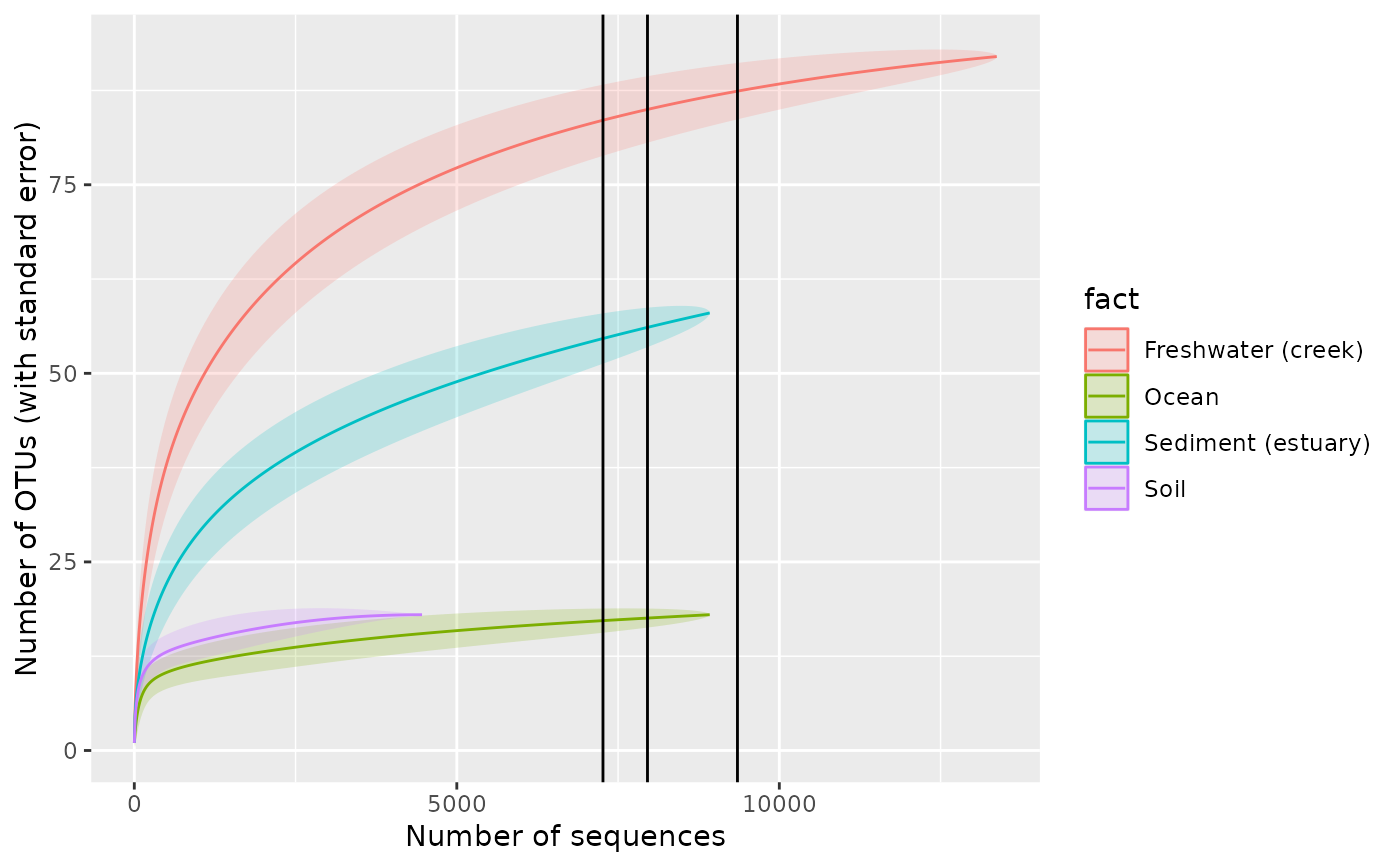 Number of OTUs (with standard error)
75
50
25
0
0 5000 10000
Number of sequences
fact
Freshwater (creek)
Ocean
Sediment (estuary)
Soil